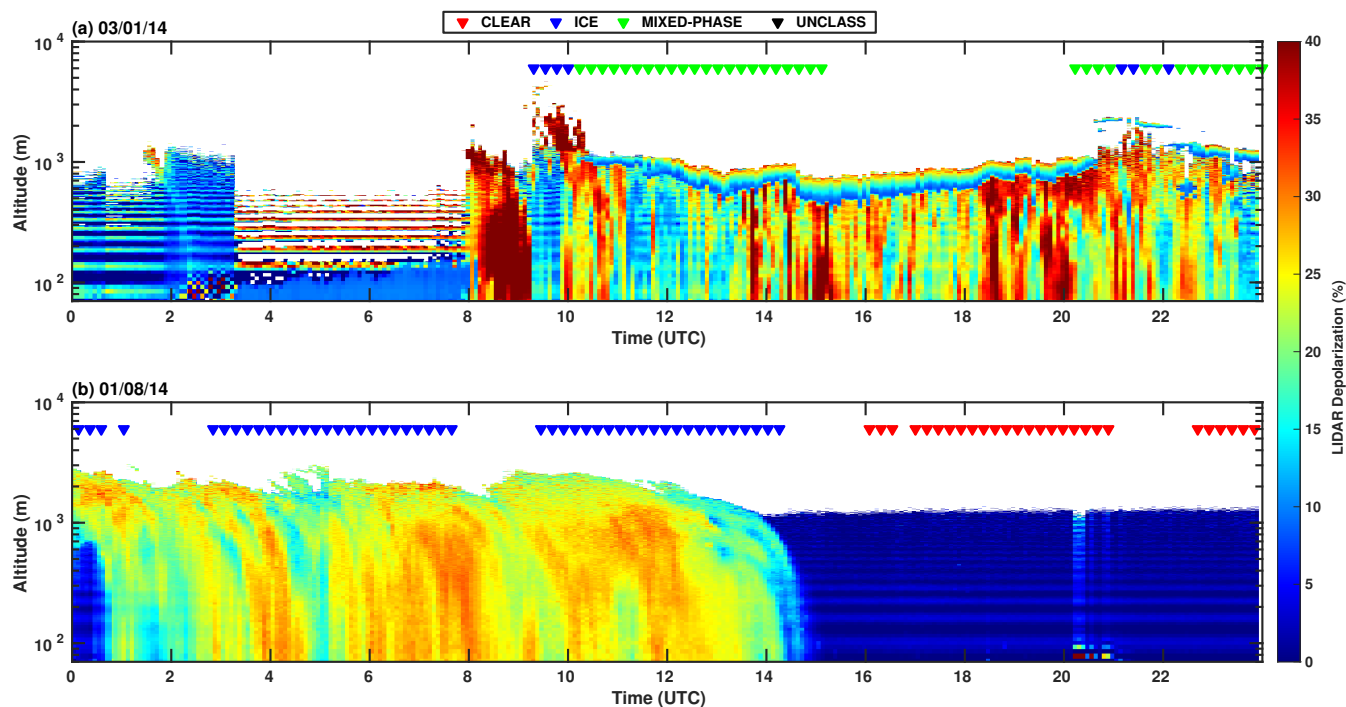 CLEAR ICE MIXED-PHASE UNCLASS
(a) 03/01/14
10 4
10 3
10 2
Altitude (m)
0 2 4 6 8 10 12 14 16 18 20 22
Time (UTC)
(b) 01/08/14
10 4
10 3
10 2
Altitude (m)
0 2 4 6 8 10 12 14 16 18 20 22
Time (UTC)
40
35
30
25
20
15
10
5
0
LIDAR Depolarization (%)